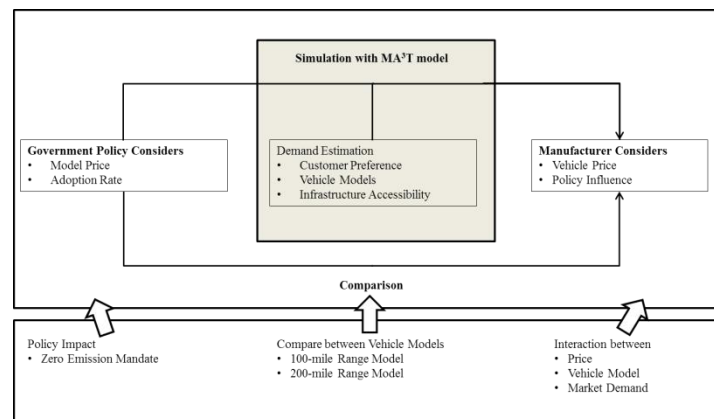 Simulation with MA³T model
Government Policy Considers
• Model Price
• Adoption Rate
Demand Estimation
• Customer Preference
• Vehicle Models
• Infrastructure Accessibility
Manufacturer Considers
• Vehicle Price
• Policy Influence
Comparison
Policy Impact
• Zero Emission Mandate
Compare between Vehicle Models
• 100-mile Range Model
• 200-mile Range Model
Interaction between
• Price
• Vehicle Model
• Market Demand